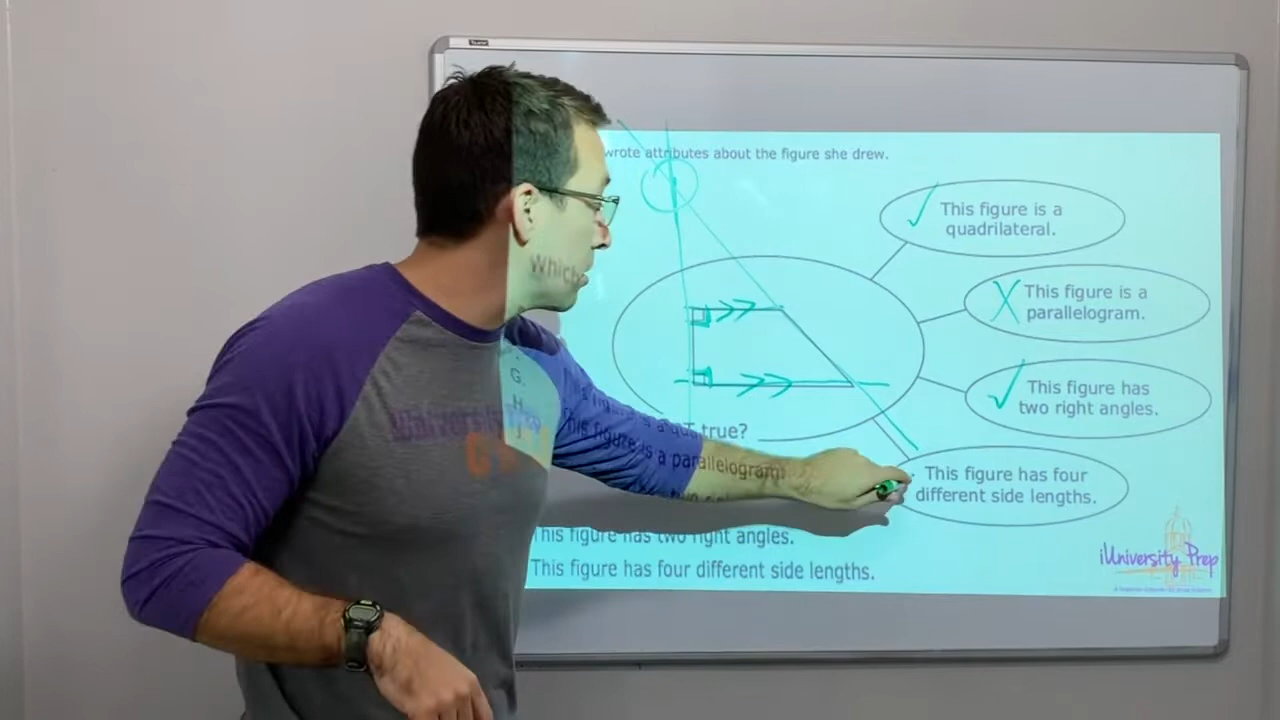 wrote attributes about the figure she drew.
This figure is a
quadrilateral.
This figure is a
parallelogram.
This figure has
two right angles.
This figure has four
different side lengths.
Which
true?
G.
H.
This figure is a parallelogram.
This figure has two right angles.
This figure has four different side lengths.
University Prep
iUniversity Prep